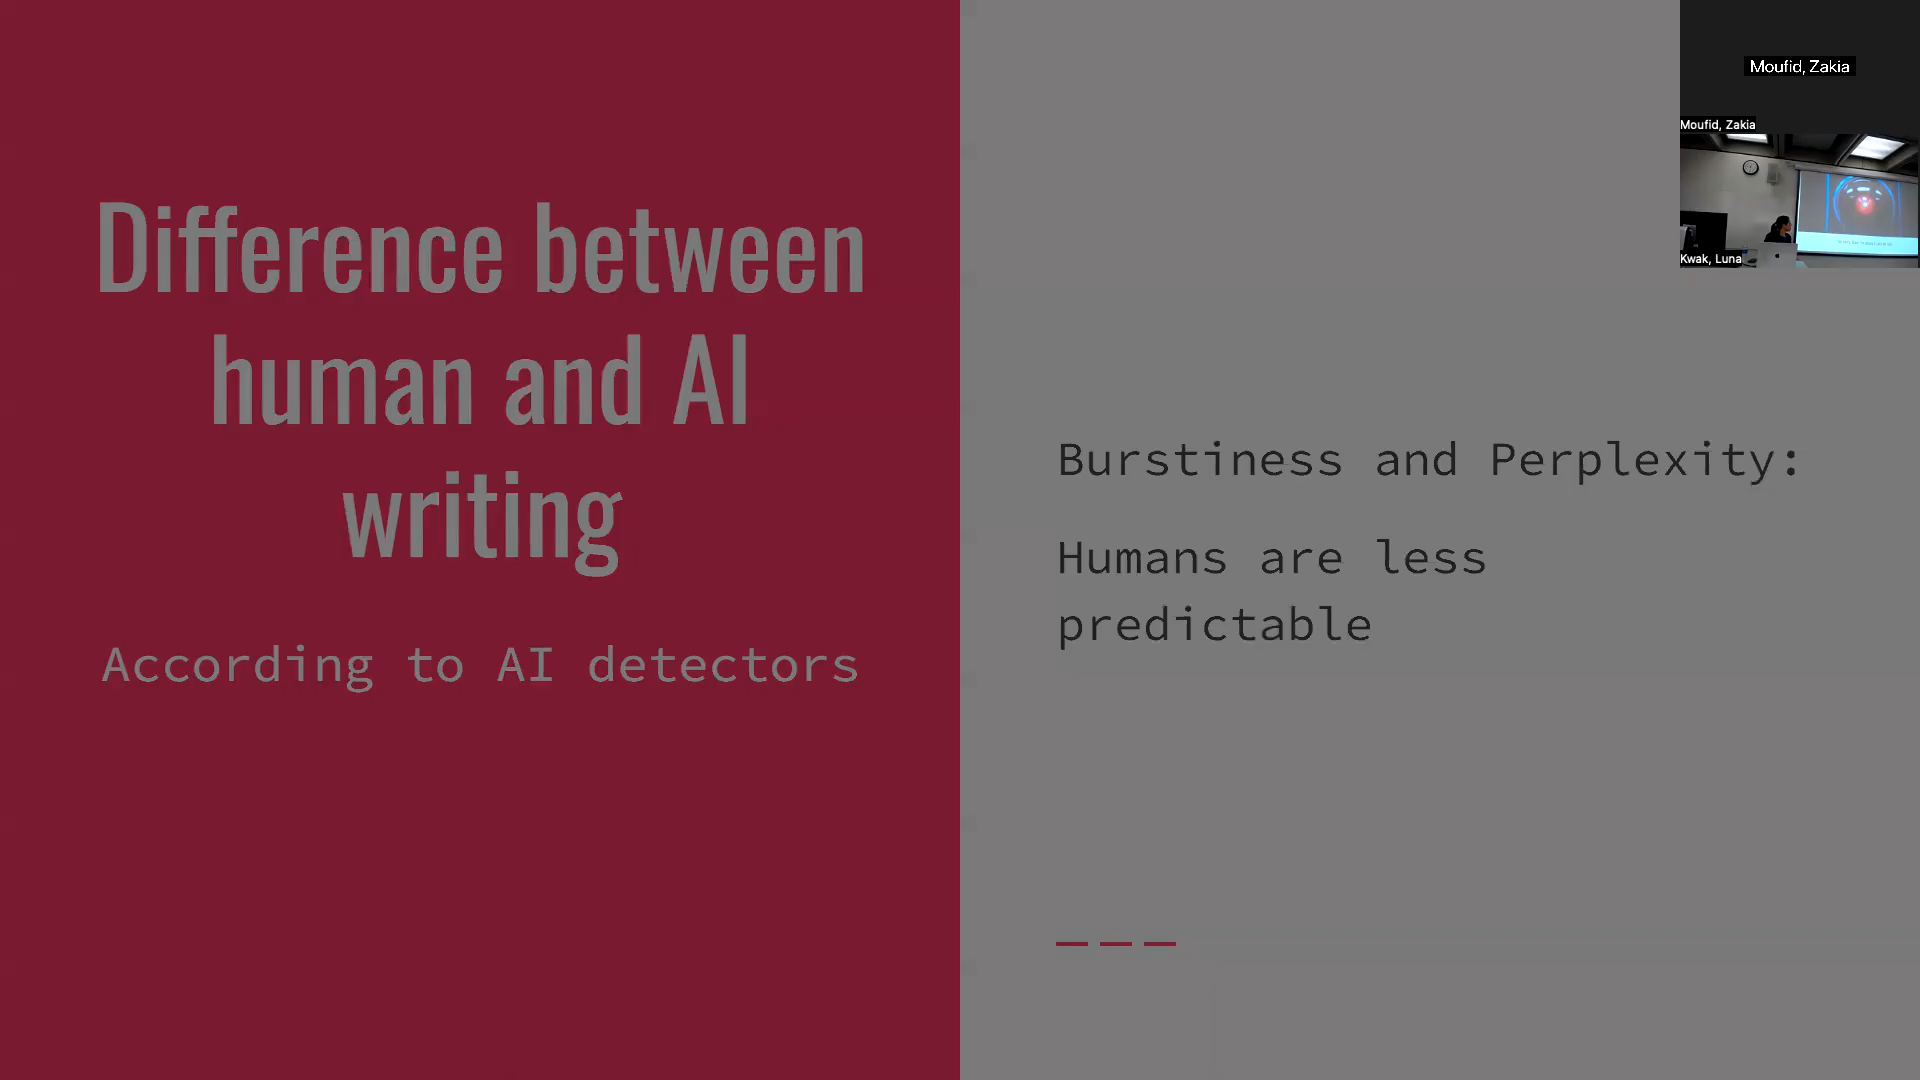 Difference between
human and AI
writing
According to AI detectors
Burstiness and Perplexity:
Humans are less
predictable
Moufid, Zakia
Moufid, Zakia
Kwak, Luna